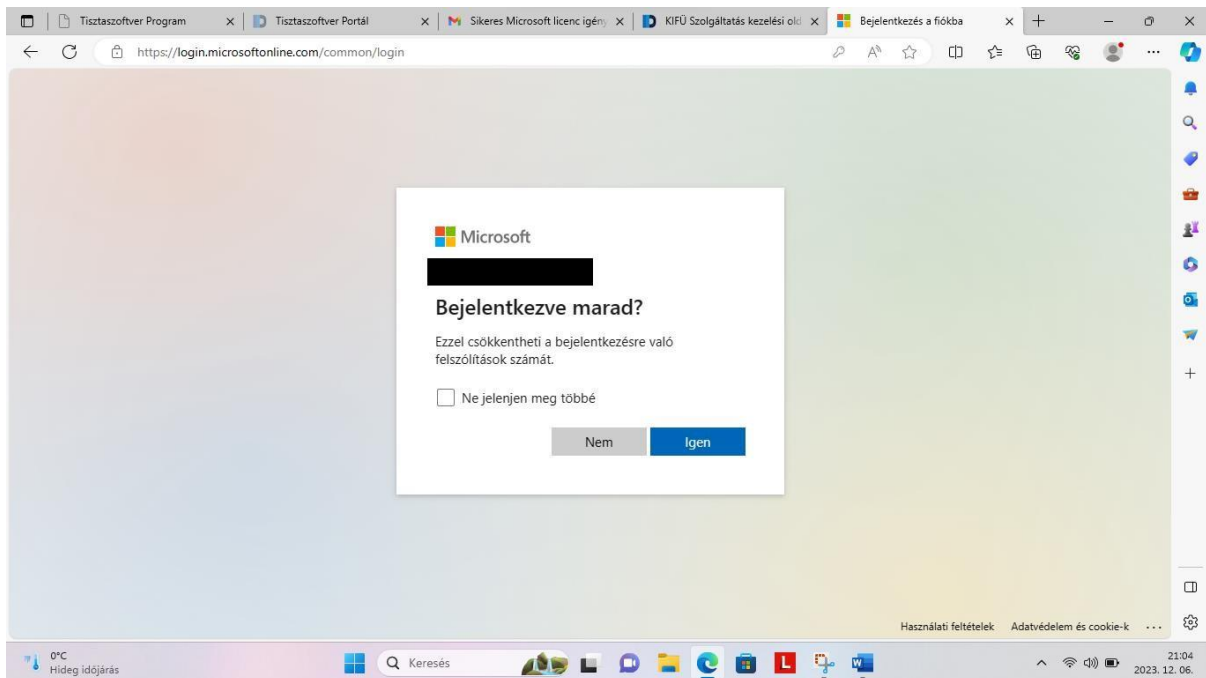 Tisztaszoftver Program
Tisztaszoftver Portál
Sikeres Microsoft licenc igény
KIFÜ Szolgáltatás kezelési old
Bejelentkezés a fiókba
https://login.microsoftonline.com/common/login
Microsoft
Bejelentkezve marad?
Ezzel csökkentheti a bejelentkezésre való
felszólítások számát.
Ne jelenjen meg többé
Nem
Igen
Használati feltételek
Adatvédelem és cookie-k
...
0°C
Hideg időjárás
Keresés
21:04
2023. 12. 06.